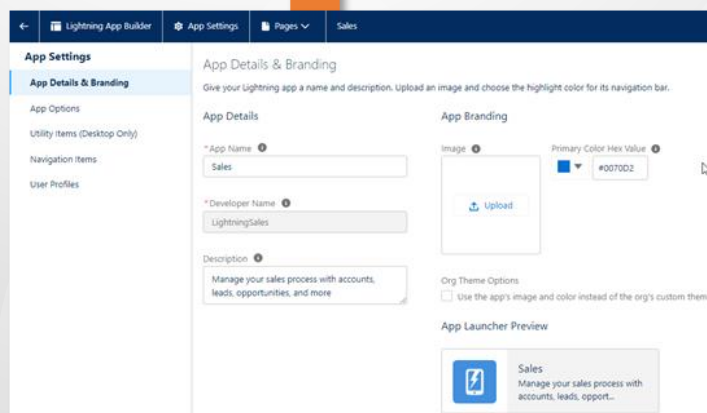 Lightning App Builder
App Settings
Pages
Sales
App Settings
App Details & Branding
App Options
Utility Items (Desktop Only)
Navigation Items
User Profiles
App Details & Branding
Give your Lightning app a name and description. Upload an image and choose the highlight color for its navigation bar.
App Details
*App Name
Sales
*Developer Name
LightningSales
Description
Manage your sales process with accounts,
leads, opportunities, and more
App Branding
Image
Upload
Primary Color Hex Value
#0070D2
Org Theme Options
Use the app's image and color instead of the org's custom them
App Launcher Preview
Sales
Manage your sales process with
accounts, leads, opport...